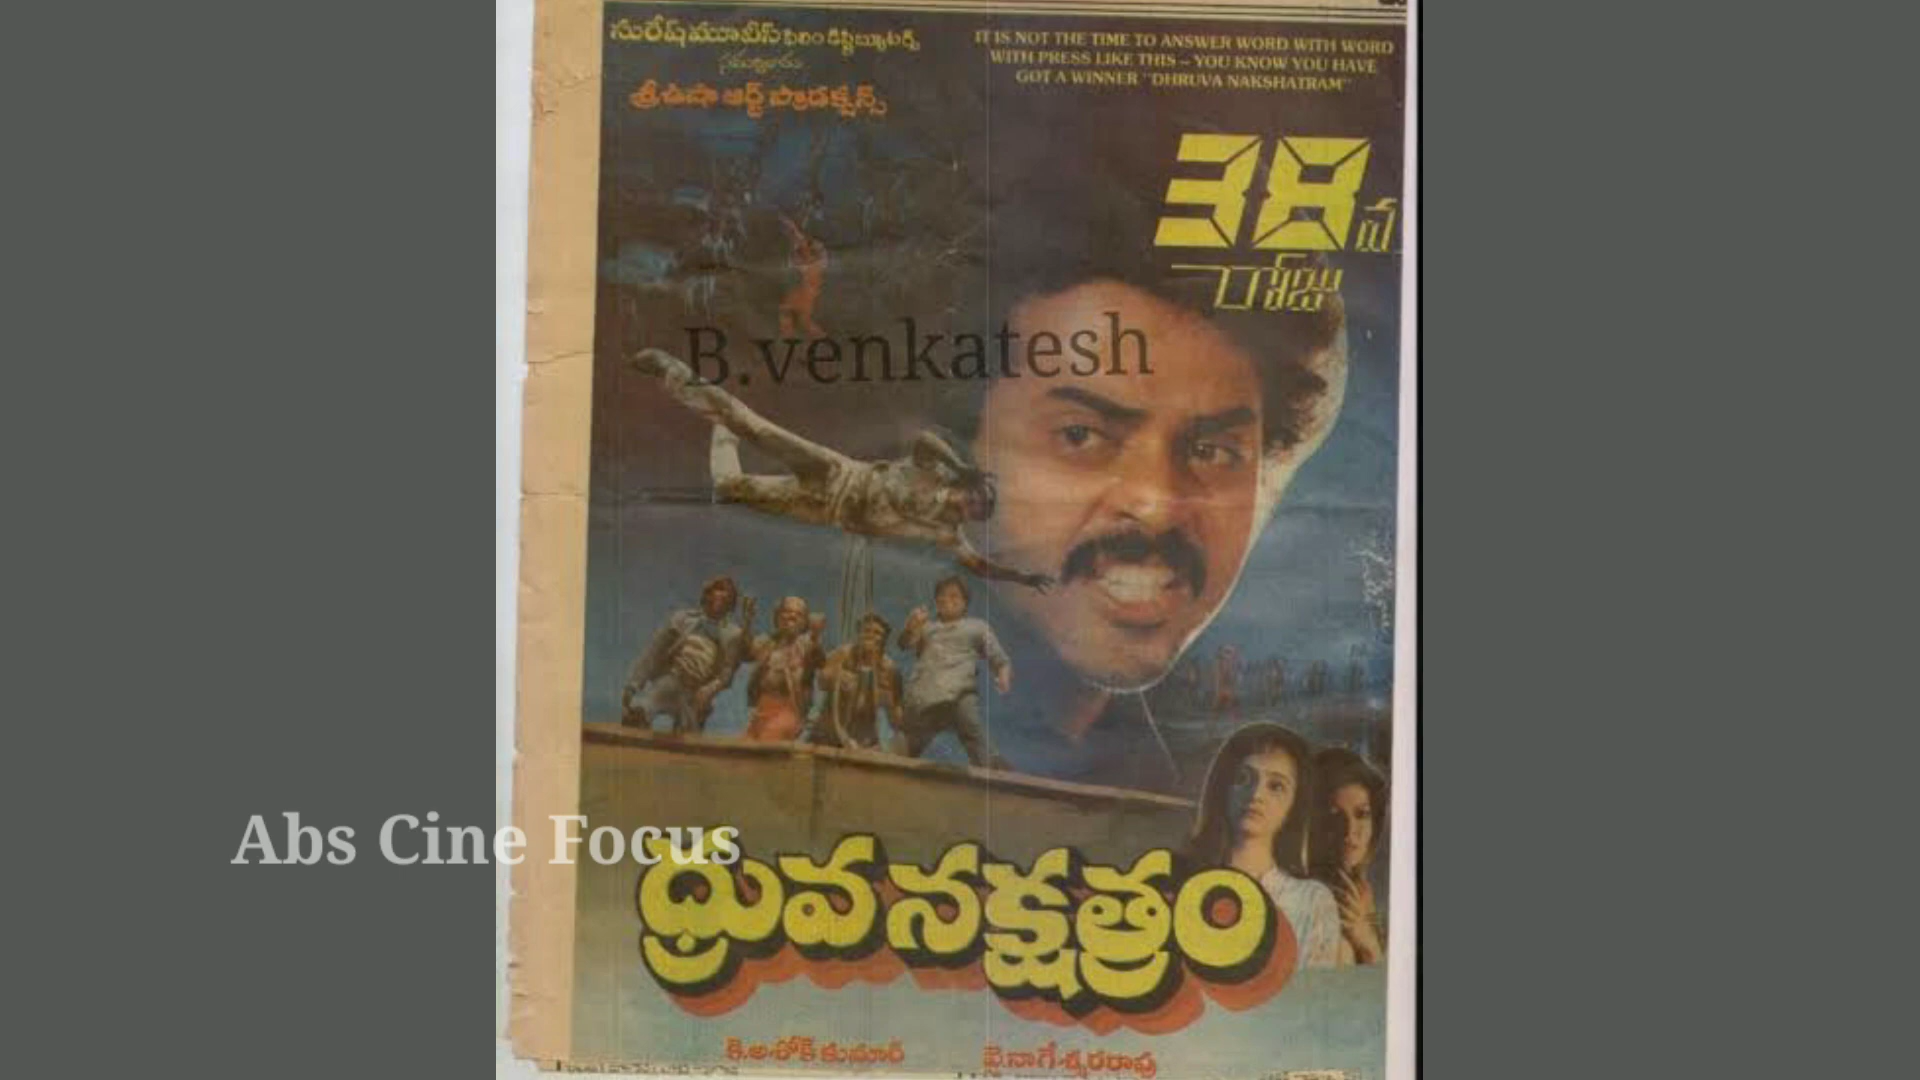 సురేష్ మూవీస్ ఫిలిం డిస్ట్రిబ్యూటర్స్
శ్రీ ఉషా ఆర్ట్ ప్రొడక్షన్స్
IT IS NOT THE TIME TO ANSWER WORD WITH WORD
WITH PRESS LIKE THIS – YOU KNOW YOU HAVE
GOT A WINNER "DHRUVA NAKSHATRAM"
38వ
రోజు
B.venkatesh
Abs Cine Focus
ధ్రువనక్షత్రం
కె.అశోక్ కుమార్
వై.నాగేశ్వరరావు